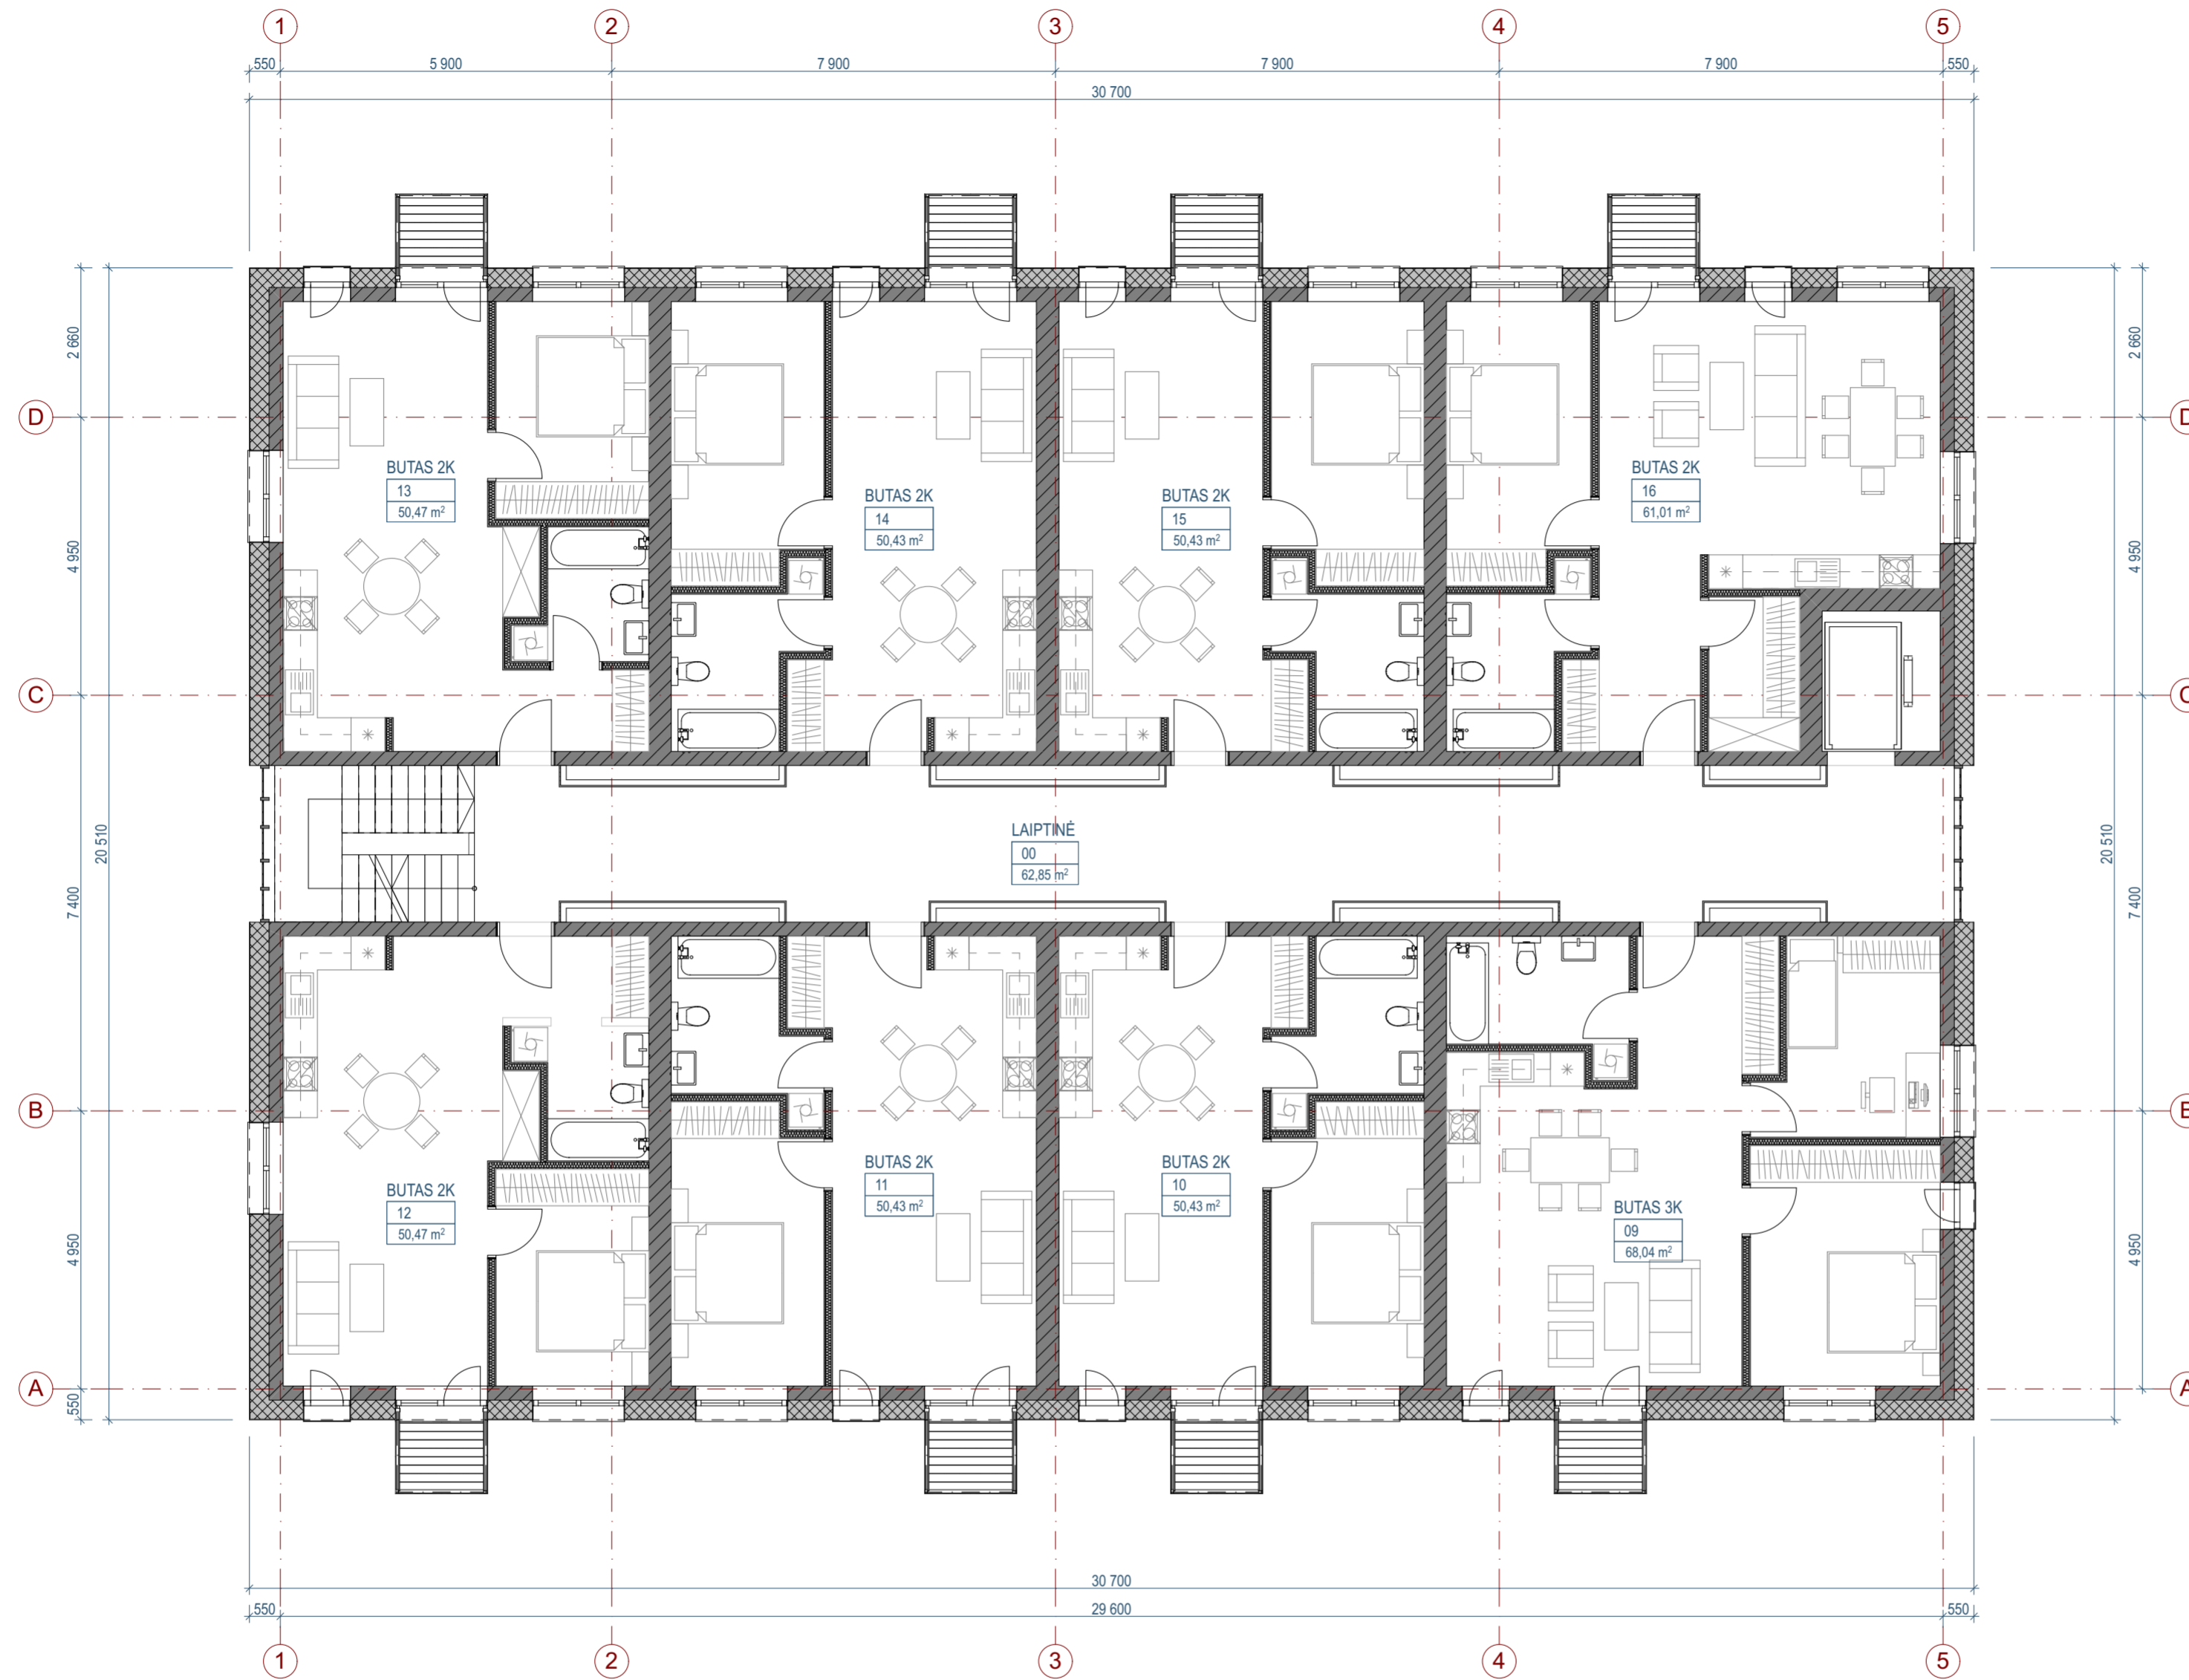 1 2 3 4 5
550 5 900 7 900 7 900 7 900 550
30 700
2 660 2 660
D D
BUTAS 2K BUTAS 2K
13 16
50,47 m² 61,01 m²
BUTAS 2K BUTAS 2K
14 15
50,43 m² 50,43 m²
4 950 4 950
C C
20 510 20 510
LAIPTINĖ
00
62,85 m²
7 400 7 400
B B
BUTAS 2K BUTAS 2K
11 10
50,43 m² 50,43 m²
BUTAS 2K
12
50,47 m²
BUTAS 3K
09
68,04 m²
4 950 4 950
A A
550
30 700
550 29 600 550
1 2 3 4 5